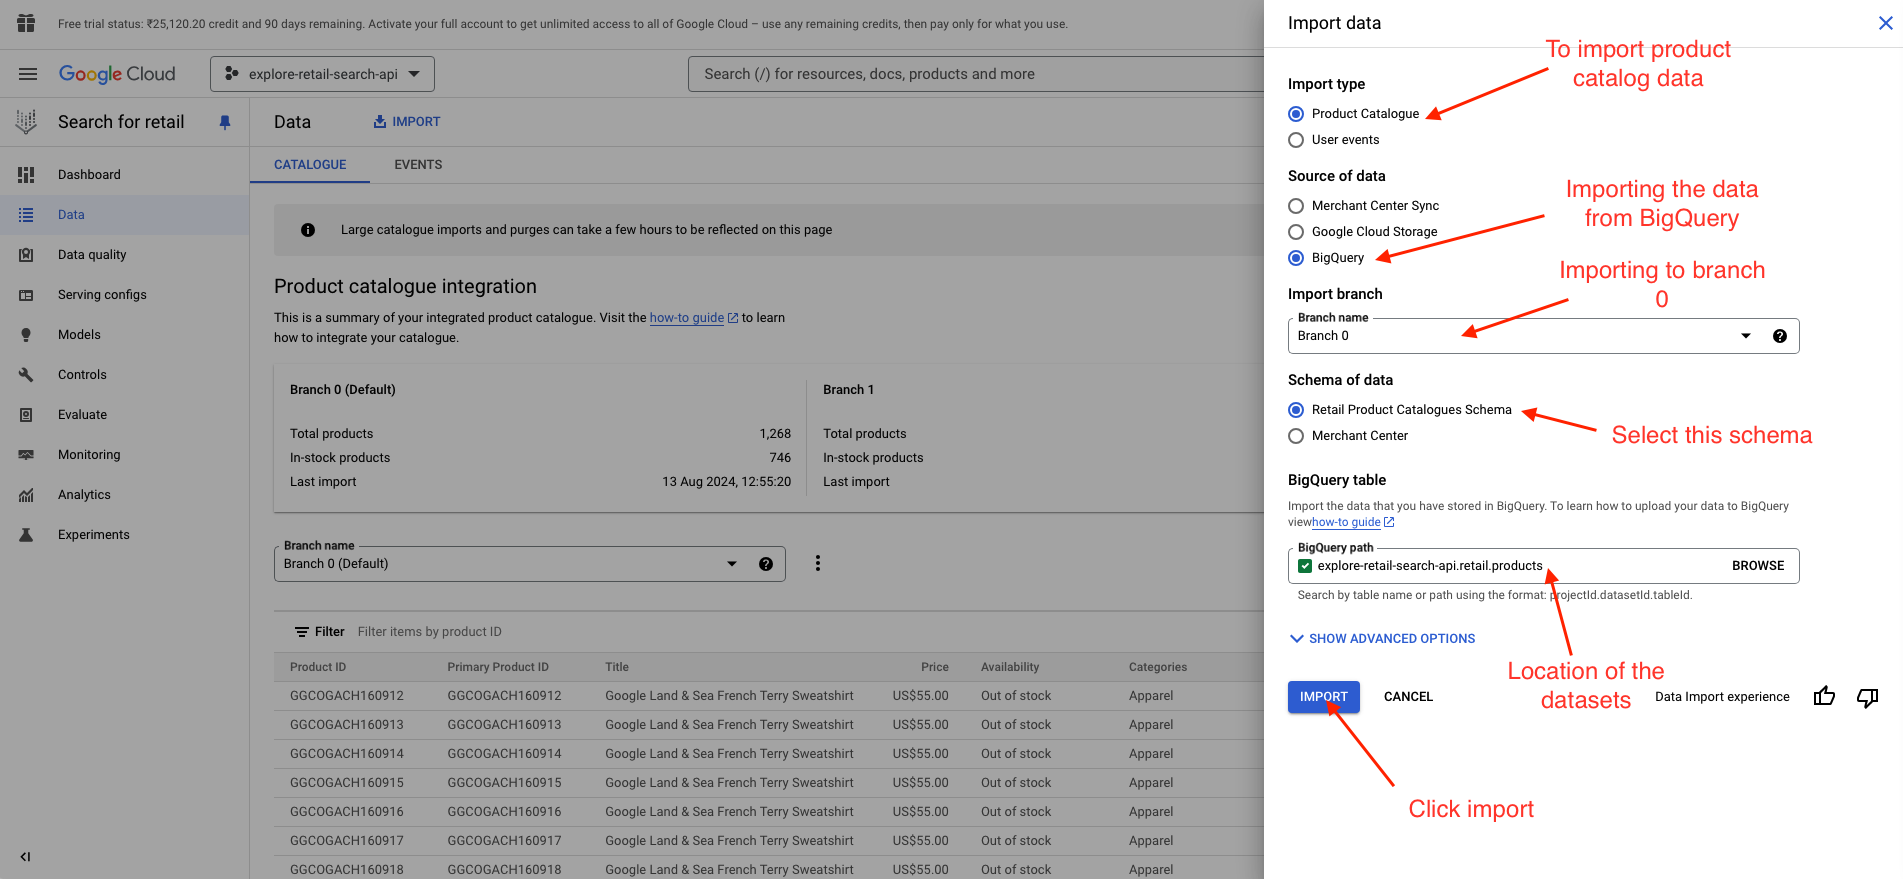 Free trial status: ₹25,120.20 credit and 90 days remaining. Activate your full account to get unlimited access to all of Google Cloud – use any remaining credits, then pay only for what you use.
Google Cloud
explore-retail-search-api
Search (/) for resources, docs, products and more
Search for retail
Dashboard
Data
Data quality
Serving configs
Models
Controls
Evaluate
Monitoring
Analytics
Experiments
Data
IMPORT
CATALOGUE
EVENTS
Large catalogue imports and purges can take a few hours to be reflected on this page
Product catalogue integration
This is a summary of your integrated product catalogue. Visit the how-to guide to learn
how to integrate your catalogue.
Branch 0 (Default)
Total products 1,268
In-stock products 746
Last import 13 Aug 2024, 12:55:20
Branch 1
Total products
In-stock products
Last import
Branch name
Branch 0 (Default)
Filter Filter items by product ID
Product ID Primary Product ID Title Price Availability Categories
GGCOGACH160912 GGCOGACH160912 Google Land & Sea French Terry Sweatshirt US$55.00 Out of stock Apparel
GGCOGACH160913 GGCOGACH160913 Google Land & Sea French Terry Sweatshirt US$55.00 Out of stock Apparel
GGCOGACH160914 GGCOGACH160914 Google Land & Sea French Terry Sweatshirt US$55.00 Out of stock Apparel
GGCOGACH160915 GGCOGACH160915 Google Land & Sea French Terry Sweatshirt US$55.00 Out of stock Apparel
GGCOGACH160916 GGCOGACH160916 Google Land & Sea French Terry Sweatshirt US$55.00 Out of stock Apparel
GGCOGACH160917 GGCOGACH160917 Google Land & Sea French Terry Sweatshirt US$55.00 Out of stock Apparel
GGCOGACH160918 GGCOGACH160918 Google Land & Sea French Terry Sweatshirt US$55.00 Out of stock Apparel
Import data
To import product
catalog data
Import type
Product Catalogue
User events
Source of data
Merchant Center Sync
Google Cloud Storage
BigQuery
Importing the data
from BigQuery
Importing to branch
0
Import branch
Branch name
Branch 0
Schema of data
Retail Product Catalogues Schema
Merchant Center
Select this schema
BigQuery table
Import the data that you have stored in BigQuery. To learn how to upload your data to BigQuery
viewhow-to guide
BigQuery path
explore-retail-search-api.retail.products
BROWSE
Search by table name or path using the format: projectId.datasetId.tableId.
SHOW ADVANCED OPTIONS
Location of the
datasets
IMPORT
CANCEL
Data Import experience
Click import